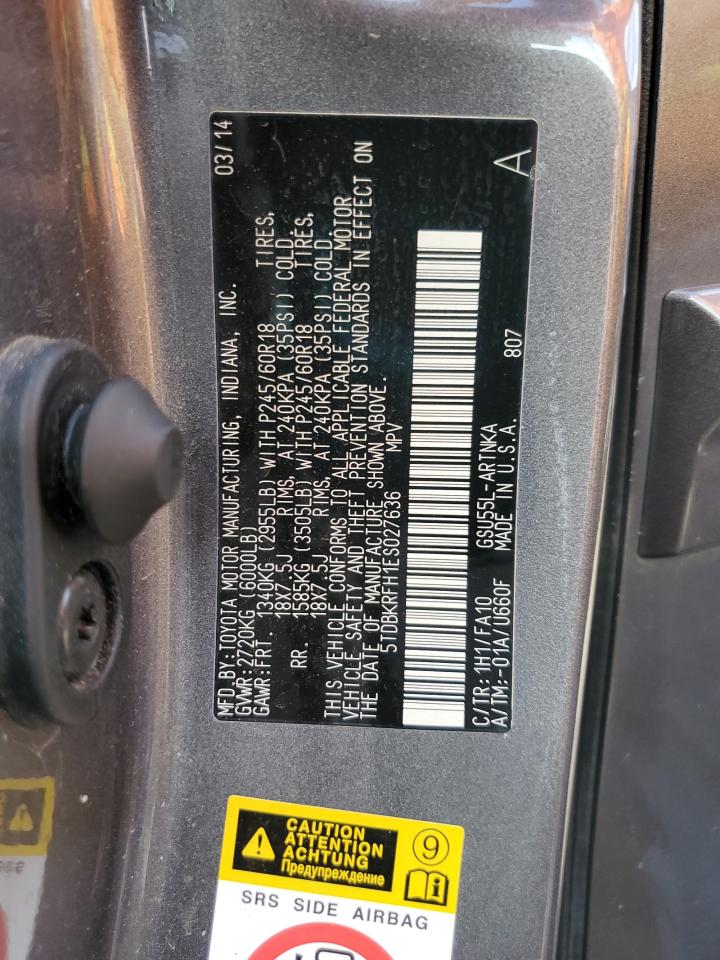 MFD.BY:TOYOTA MOTOR MANUFACTURING, INDIANA, INC. 03/14
GVWR:2720KG (6000LB)
GAWR:FRT. 1340KG (2955LB) WITH P245/60R18 TIRES,
18X7.5J RIMS, AT 240KPA (35PSI) COLD.
RR. 1585KG (3505LB) WITH P245/60R18 TIRES,
18X7.5J RIMS, AT 240KPA (35PSI) COLD.
THIS VEHICLE CONFORMS TO ALL APPLICABLE FEDERAL MOTOR
VEHICLE SAFETY AND THEFT PREVENTION STANDARDS IN EFFECT ON
THE DATE OF MANUFACTURE SHOWN ABOVE.
5TDBKRFH1ES027636 MPV
A
C/TR:1H1/FA10 GSU55L-ARTNKA 807
A/TM:-01A/U660F MADE IN U.S.A.
CAUTION
ATTENTION
ACHTUNG
Предупреждение
9
SRS SIDE AIRBAG